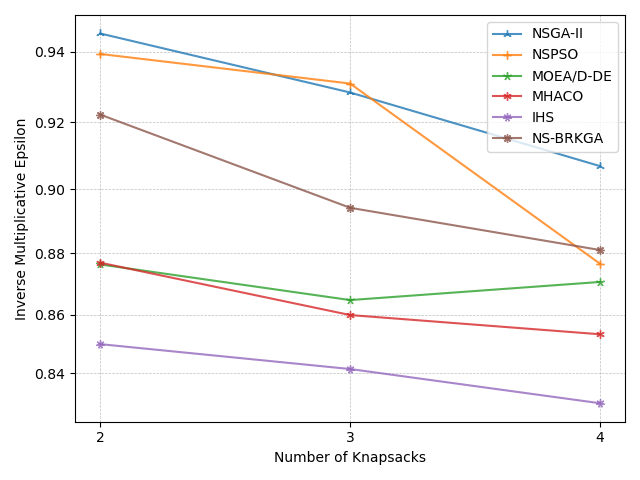 0.94
0.92
0.90
0.88
0.86
0.84
Inverse Multiplicative Epsilon
2
3
4
Number of Knapsacks
NSGA-II
NSPSO
MOEA/D-DE
MHACO
IHS
NS-BRKGA